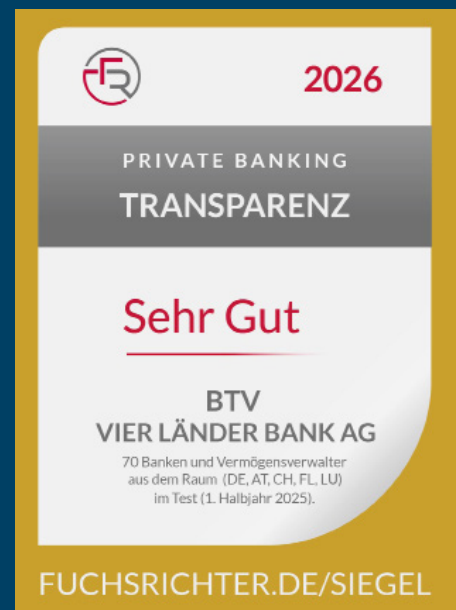 FR
2026
PRIVATE BANKING
TRANSPARENZ
Sehr Gut
BTV
VIER LÄNDER BANK AG
70 Banken und Vermögensverwalter
aus dem Raum (DE, AT, CH, FL, LU)
im Test (1. Halbjahr 2025).
FUCHSRICHTER.DE/SIEGEL